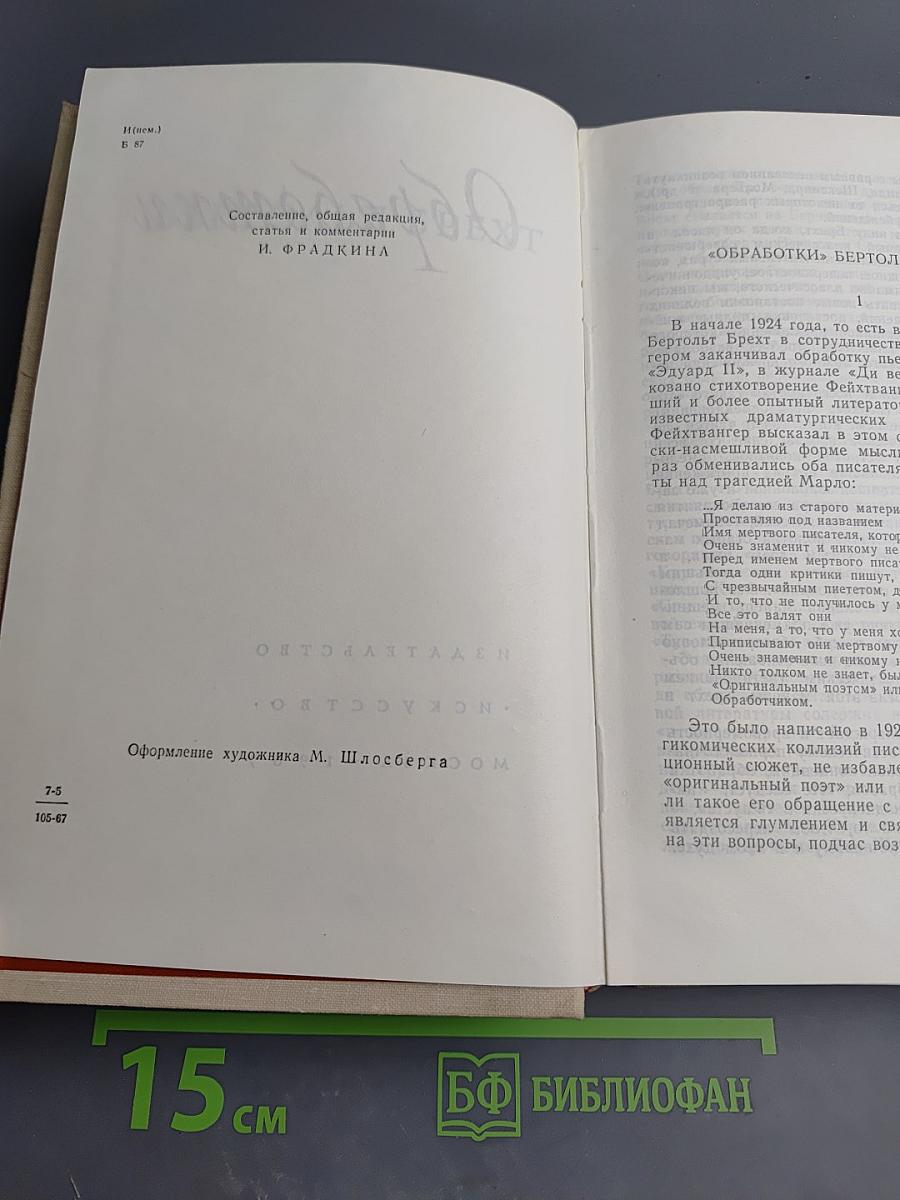 И(нем.)
Б 87
Составление, общая редакция,
статья и комментарии
И. ФРАДКИНА
Оформление художника М. Шлосберга
7-5
105-67
«ОБРАБОТКИ» БЕРТОЛ
1
В начале 1924 года, то есть в
Бертольт Брехт в сотрудничеств
гером заканчивал обработку пье
«Эдуард II», в журнале «Ди ве
ковано стихотворение Фейхтванг
ший и более опытный литерато
известных драматургических
Фейхтвангер высказал в этом с
ски-насмешливой форме мысли
раз обменивались оба писателя
ты над трагедией Марло:
...Я делаю из старого матери
Проставляю под названием
Имя мертвого писателя, котор
Очень знаменит и никому не
Перед именем мертвого писа
Тогда одни критики пишут,
С чрезвычайным пиететом, д
И то, что не получилось у м
Все это валят они
На меня, а то, что у меня хо
Приписывают они мертвому
Очень знаменит и никому н
Никто толком не знает, был
«Оригинальным поэтом» или
Обработчиком.
Это было написано в 192
гикомических коллизий пис
ционный сюжет, не избавле
«оригинальный поэт» или
ли такое его обращение с
является глумлением и свя
на эти вопросы, подчас воз
15 см
БФ БИБЛИОФАН